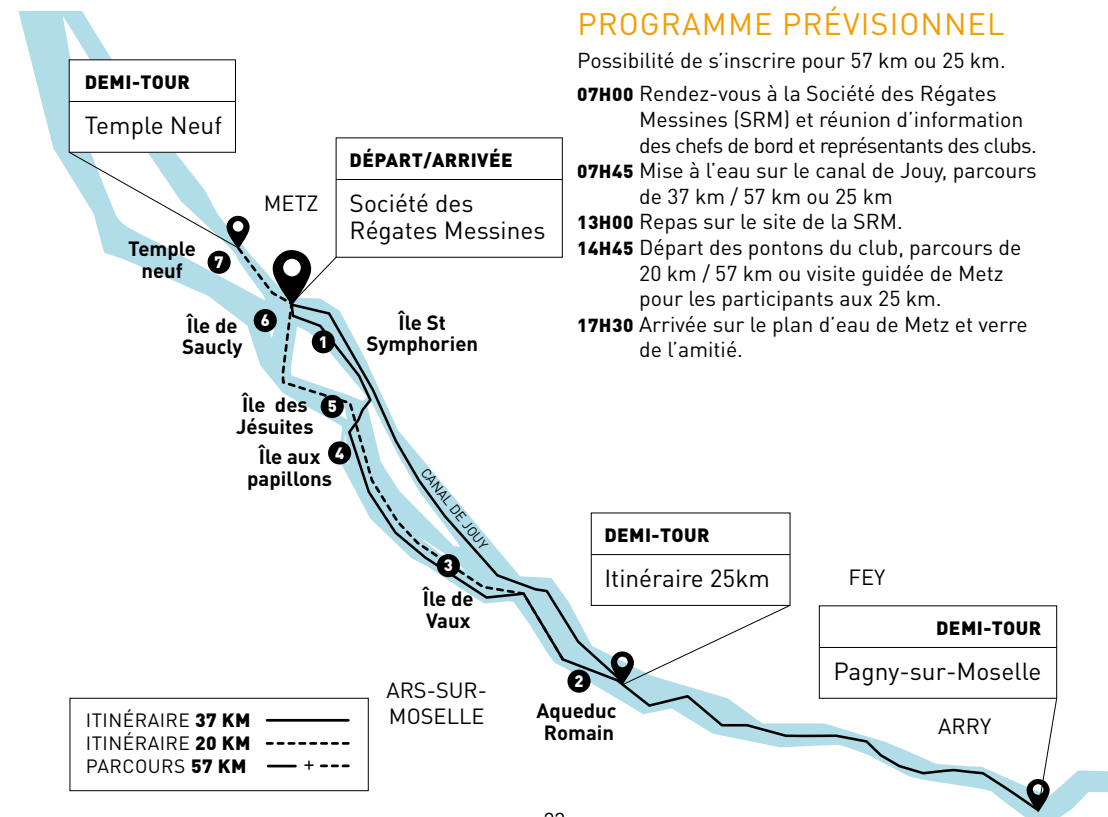 PROGRAMME PRÉVISIONNEL
Possibilité de s'inscrire pour 57 km ou 25 km.
07H00 Rendez-vous à la Société des Régates
Messines (SRM) et réunion d'information
des chefs de bord et représentants des clubs.
07H45 Mise à l'eau sur le canal de Jouy, parcours
de 37 km / 57 km ou 25 km
13H00 Repas sur le site de la SRM.
14H45 Départ des pontons du club, parcours de
20 km / 57 km ou visite guidée de Metz
pour les participants aux 25 km.
17H30 Arrivée sur le plan d'eau de Metz et verre
de l'amitié.
DEMI-TOUR
Temple Neuf
DÉPART/ARRIVÉE
Société des
Régates Messines
METZ
Temple
neuf
7
Île de
Saucly
6
Île St
Symphorien
1
Île des
Jésuites
5
Île aux
papillons
4
CANAL DE JOUY
3
Île de
Vaux
DEMI-TOUR
Itinéraire 25km
FEY
DEMI-TOUR
Pagny-sur-Moselle
ARRY
2
Aqueduc
Romain
ARS-SUR-
MOSELLE
ITINÉRAIRE 37 KM
ITINÉRAIRE 20 KM
PARCOURS 57 KM +